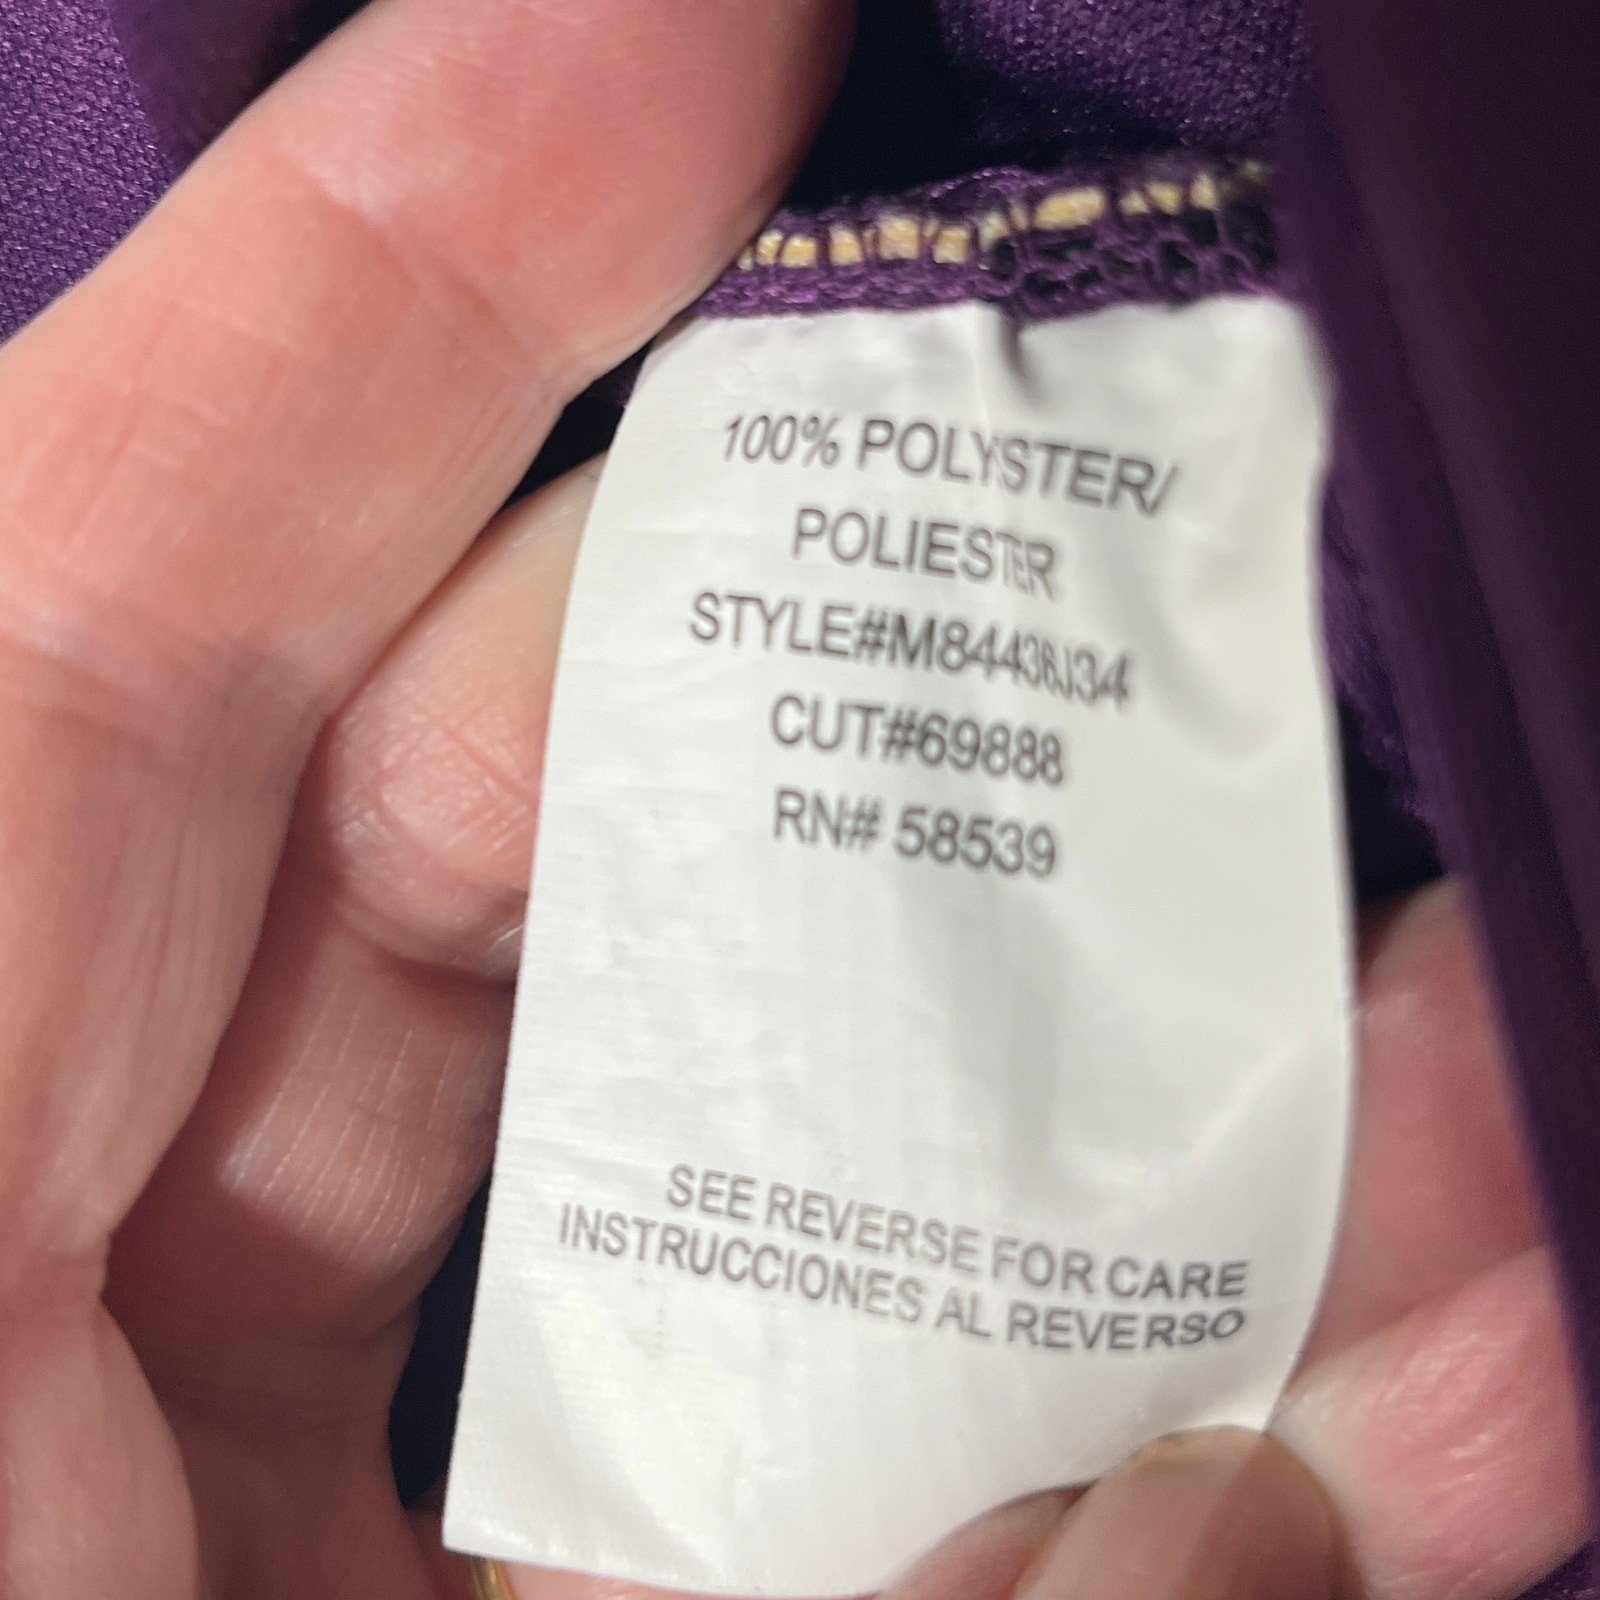 100% POLYSTER/
POLIESTER
STYLE#M84436J34
CUT#69888
RN# 58539
SEE REVERSE FOR CARE
INSTRUCCIONES AL REVERSO